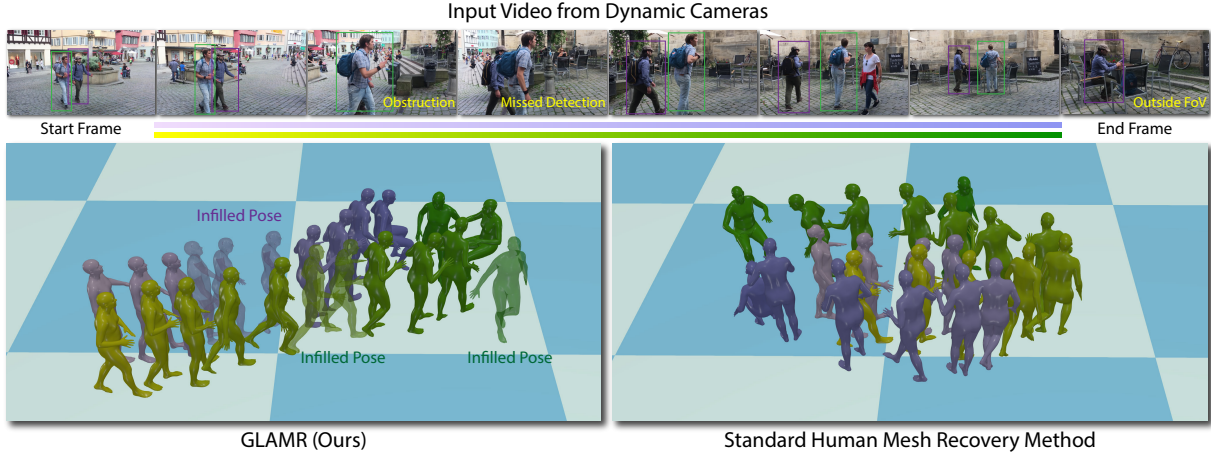 Input Video from Dynamic Cameras
Obstruction
Missed Detection
Outside FoV
Start Frame
End Frame
Infilled Pose
Infilled Pose
Infilled Pose
GLAMR (Ours)
Standard Human Mesh Recovery Method